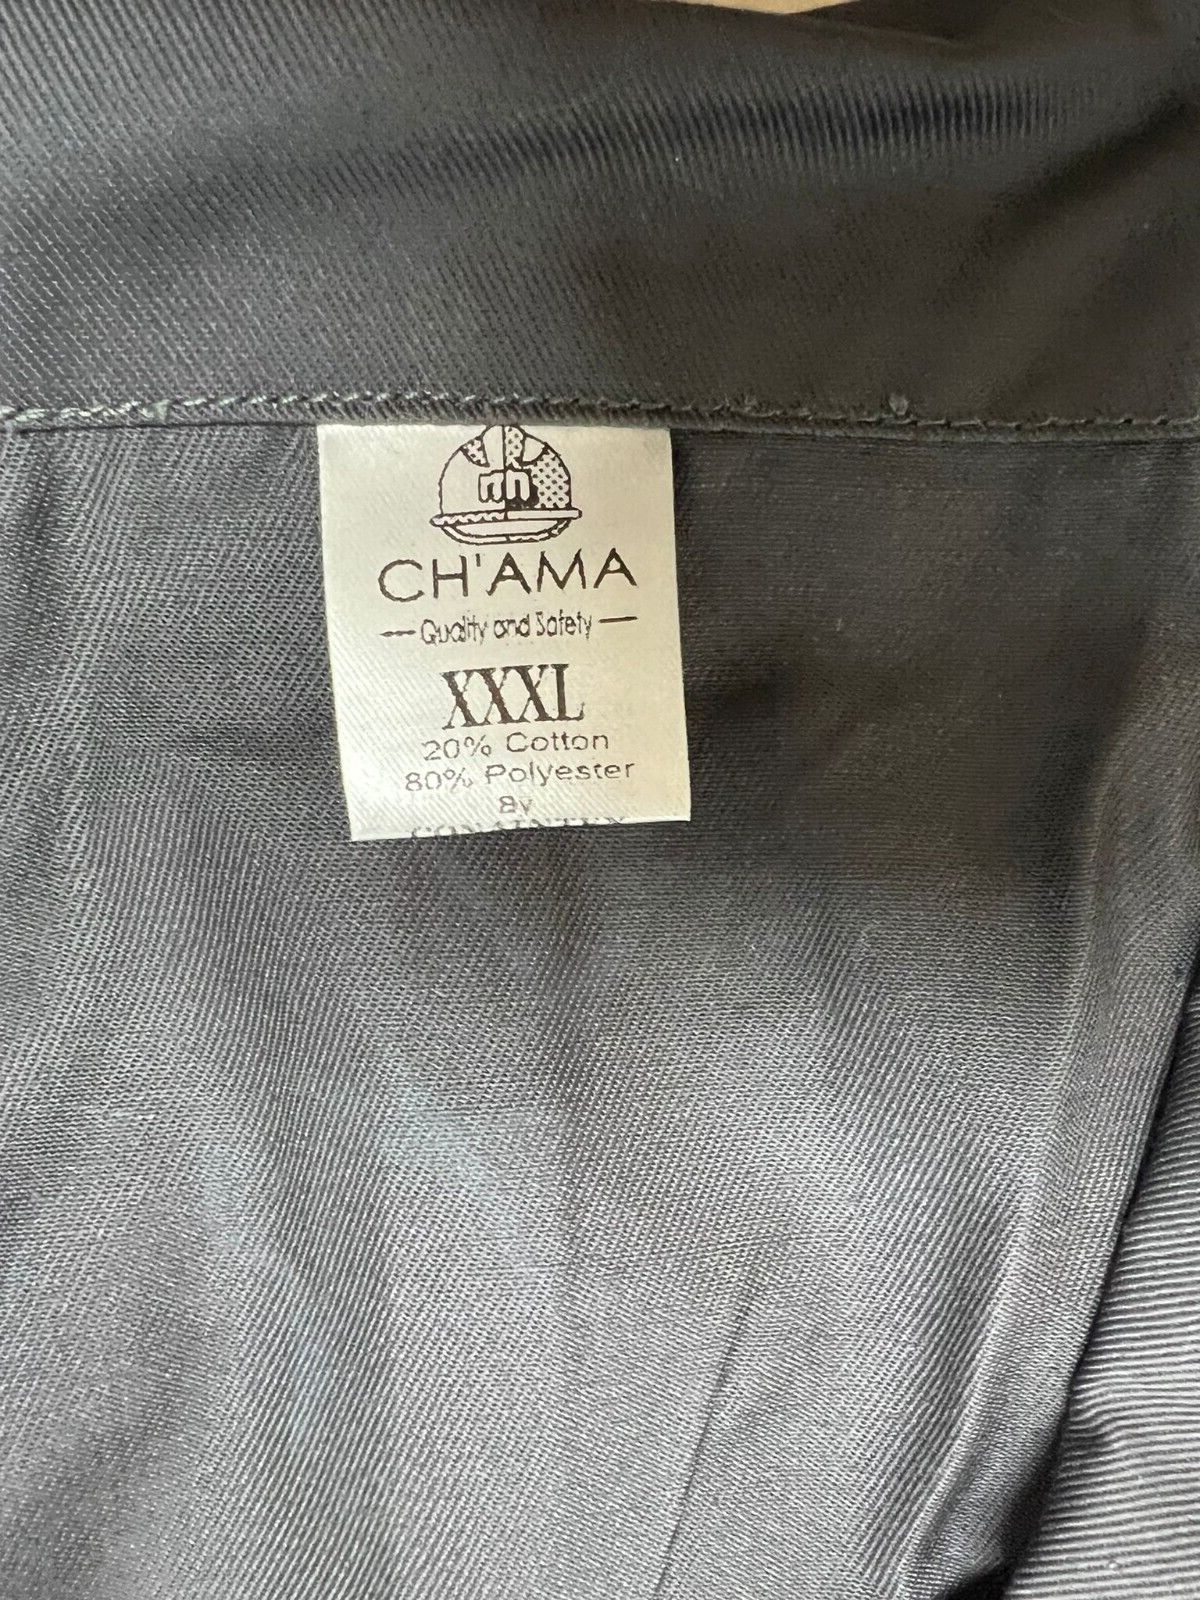 CH'AMA
Quality and Safety
XXXL
20% Cotton
80% Polyester
By